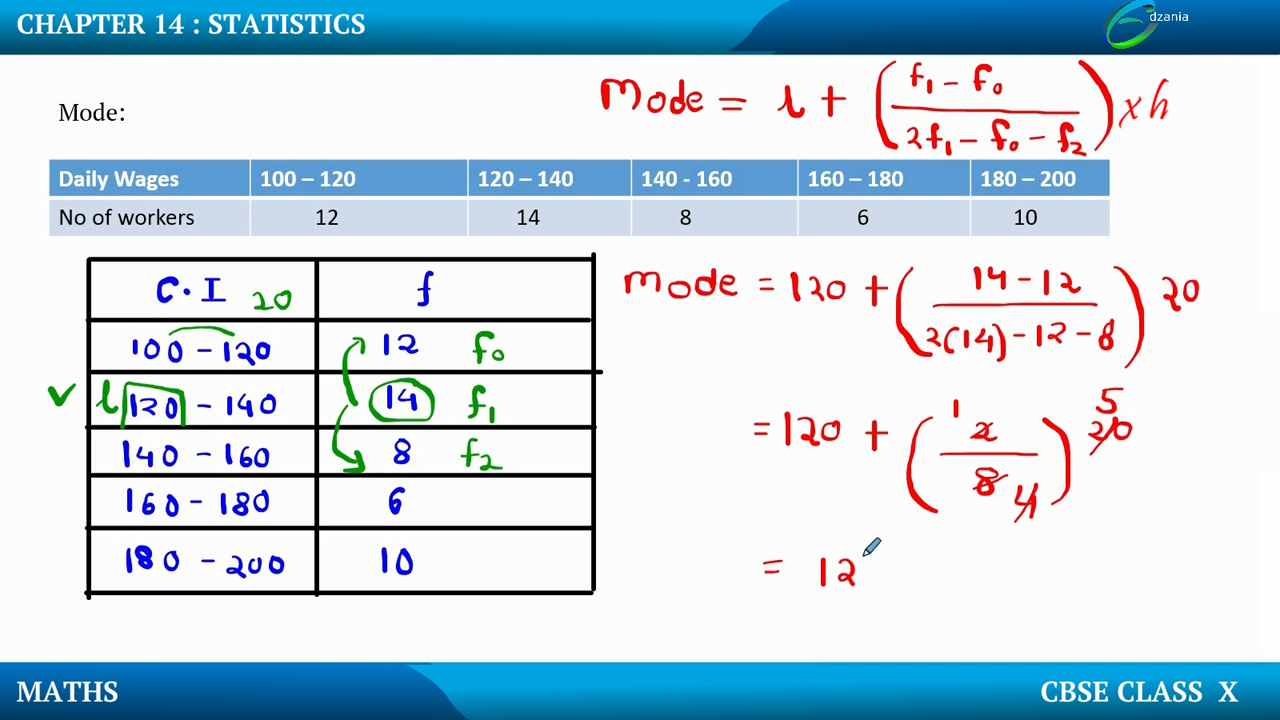 CHAPTER 14 : STATISTICS
dzania
Mode:
Mode = l + ( f₁ - f₀ / 2f₁ - f₀ - f₂ ) × h
Daily Wages 100 – 120 120 – 140 140 - 160 160 – 180 180 – 200
No of workers 12 14 8 6 10
C.I 20 f
100 - 120 12 f₀
l 120 - 140 14 f₁
140 - 160 8 f₂
160 - 180 6
180 - 200 10
Mode = 120 + ( 14 - 12 / 2(14) - 12 - 8 ) 20
= 120 + ( 1 2 / 8 4 ) 5 20
= 12
MATHS
CBSE CLASS X